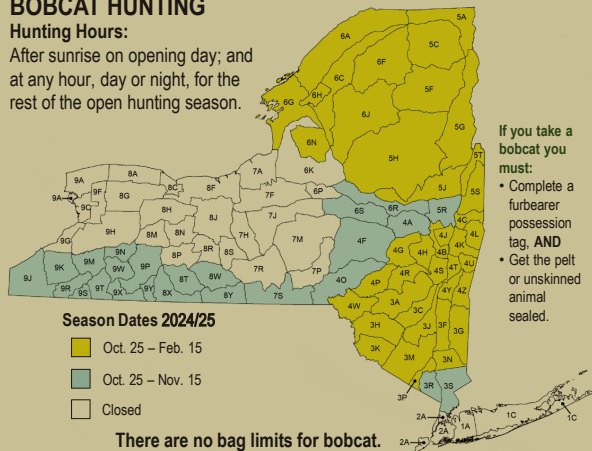 BOBCAT HUNTING
Hunting Hours:
After sunrise on opening day; and
at any hour, day or night, for the
rest of the open hunting season.
5A
6A
5C
6F
6C
5F
6H
6G
6J
5G
6N
If you take a
bobcat you
must:
• Complete a
furbearer
possession
tag, AND
• Get the pelt
or unskinned
animal
sealed.
5H
5T
7A
6K
9A
8A
8C
8F
7F
6P
5J
5S
9A
9F
8G
9C
6S
6R
5R
8H
8J
7J
4A
4C
9G
9H
8M
8N
7H
7M
4F
4J
4L
4G
4H
4B
4K
9N
8P
8R
8S
7R
7P
9J
9K
9M
9W
9P
8T
8W
4O
4P
4R
4S
4T
4U
9R
9S
9T
9X
9Y
8X
8Y
7S
4Y
4Z
4W
3A
3C
3H
3J
3F
3G
3K
3M
3N
3P
3R
3S
2A
2A
2A
1A
1C
1C
Season Dates 2024/25
Oct. 25 – Feb. 15
Oct. 25 – Nov. 15
Closed
There are no bag limits for bobcat.